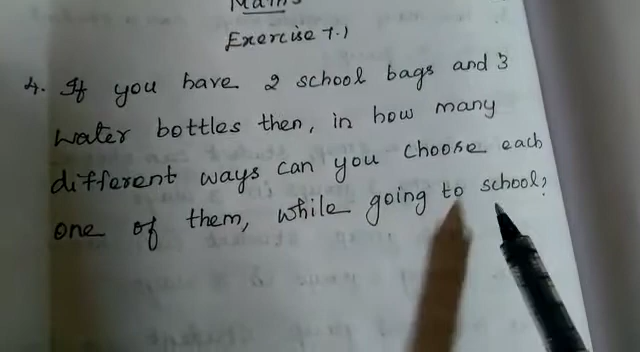 Maths
Exercise 7.1
4. If you have 2 school bags and 3
water bottles then, in how many
different ways can you choose each
one of them, while going to school?